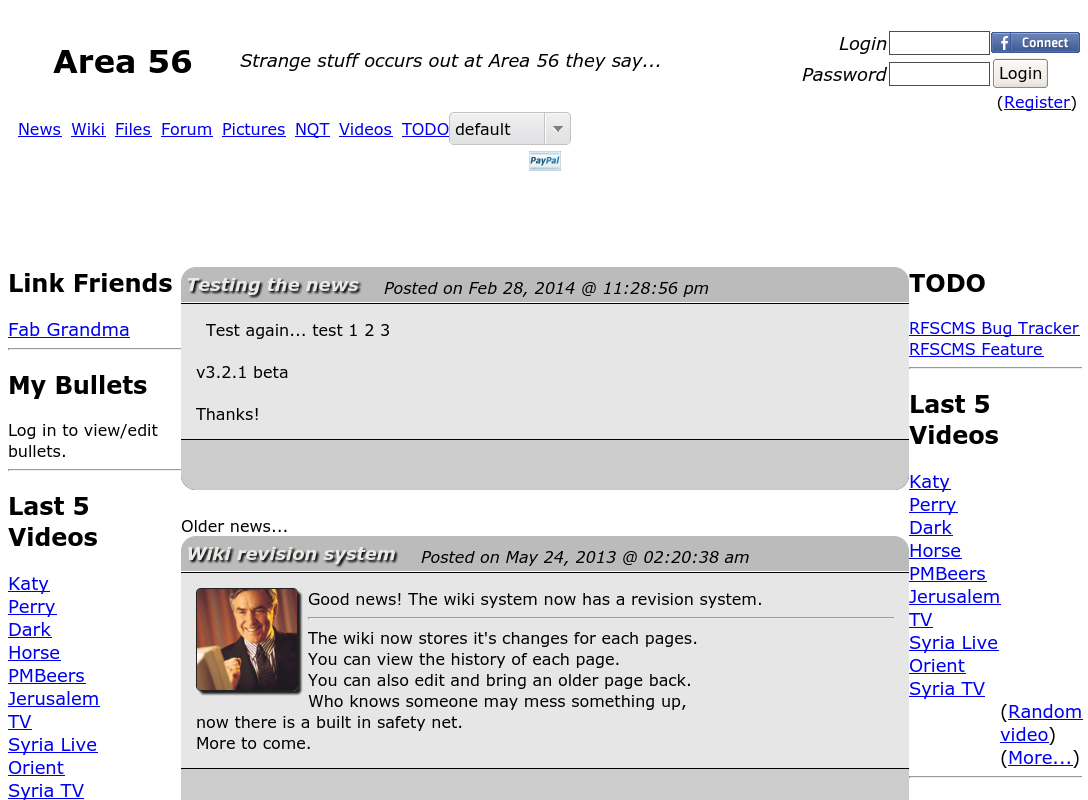 Area 56
Strange stuff occurs out at Area 56 they say...
Login
Connect
Password
Login
(Register)
News Wiki Files Forum Pictures NQT Videos TODO default
PayPal
Link Friends
Fab Grandma
My Bullets
Log in to view/edit
bullets.
Last 5
Videos
Katy
Perry
Dark
Horse
PMBeers
Jerusalem
TV
Syria Live
Orient
Syria TV
Testing the news Posted on Feb 28, 2014 @ 11:28:56 pm
Test again... test 1 2 3
v3.2.1 beta
Thanks!
Older news...
Wiki revision system Posted on May 24, 2013 @ 02:20:38 am
Good news! The wiki system now has a revision system.
The wiki now stores it's changes for each pages.
You can view the history of each page.
You can also edit and bring an older page back.
Who knows someone may mess something up,
now there is a built in safety net.
More to come.
TODO
RFSCMS Bug Tracker
RFSCMS Feature
Last 5
Videos
Katy
Perry
Dark
Horse
PMBeers
Jerusalem
TV
Syria Live
Orient
Syria TV
(Random
video)
(More...)